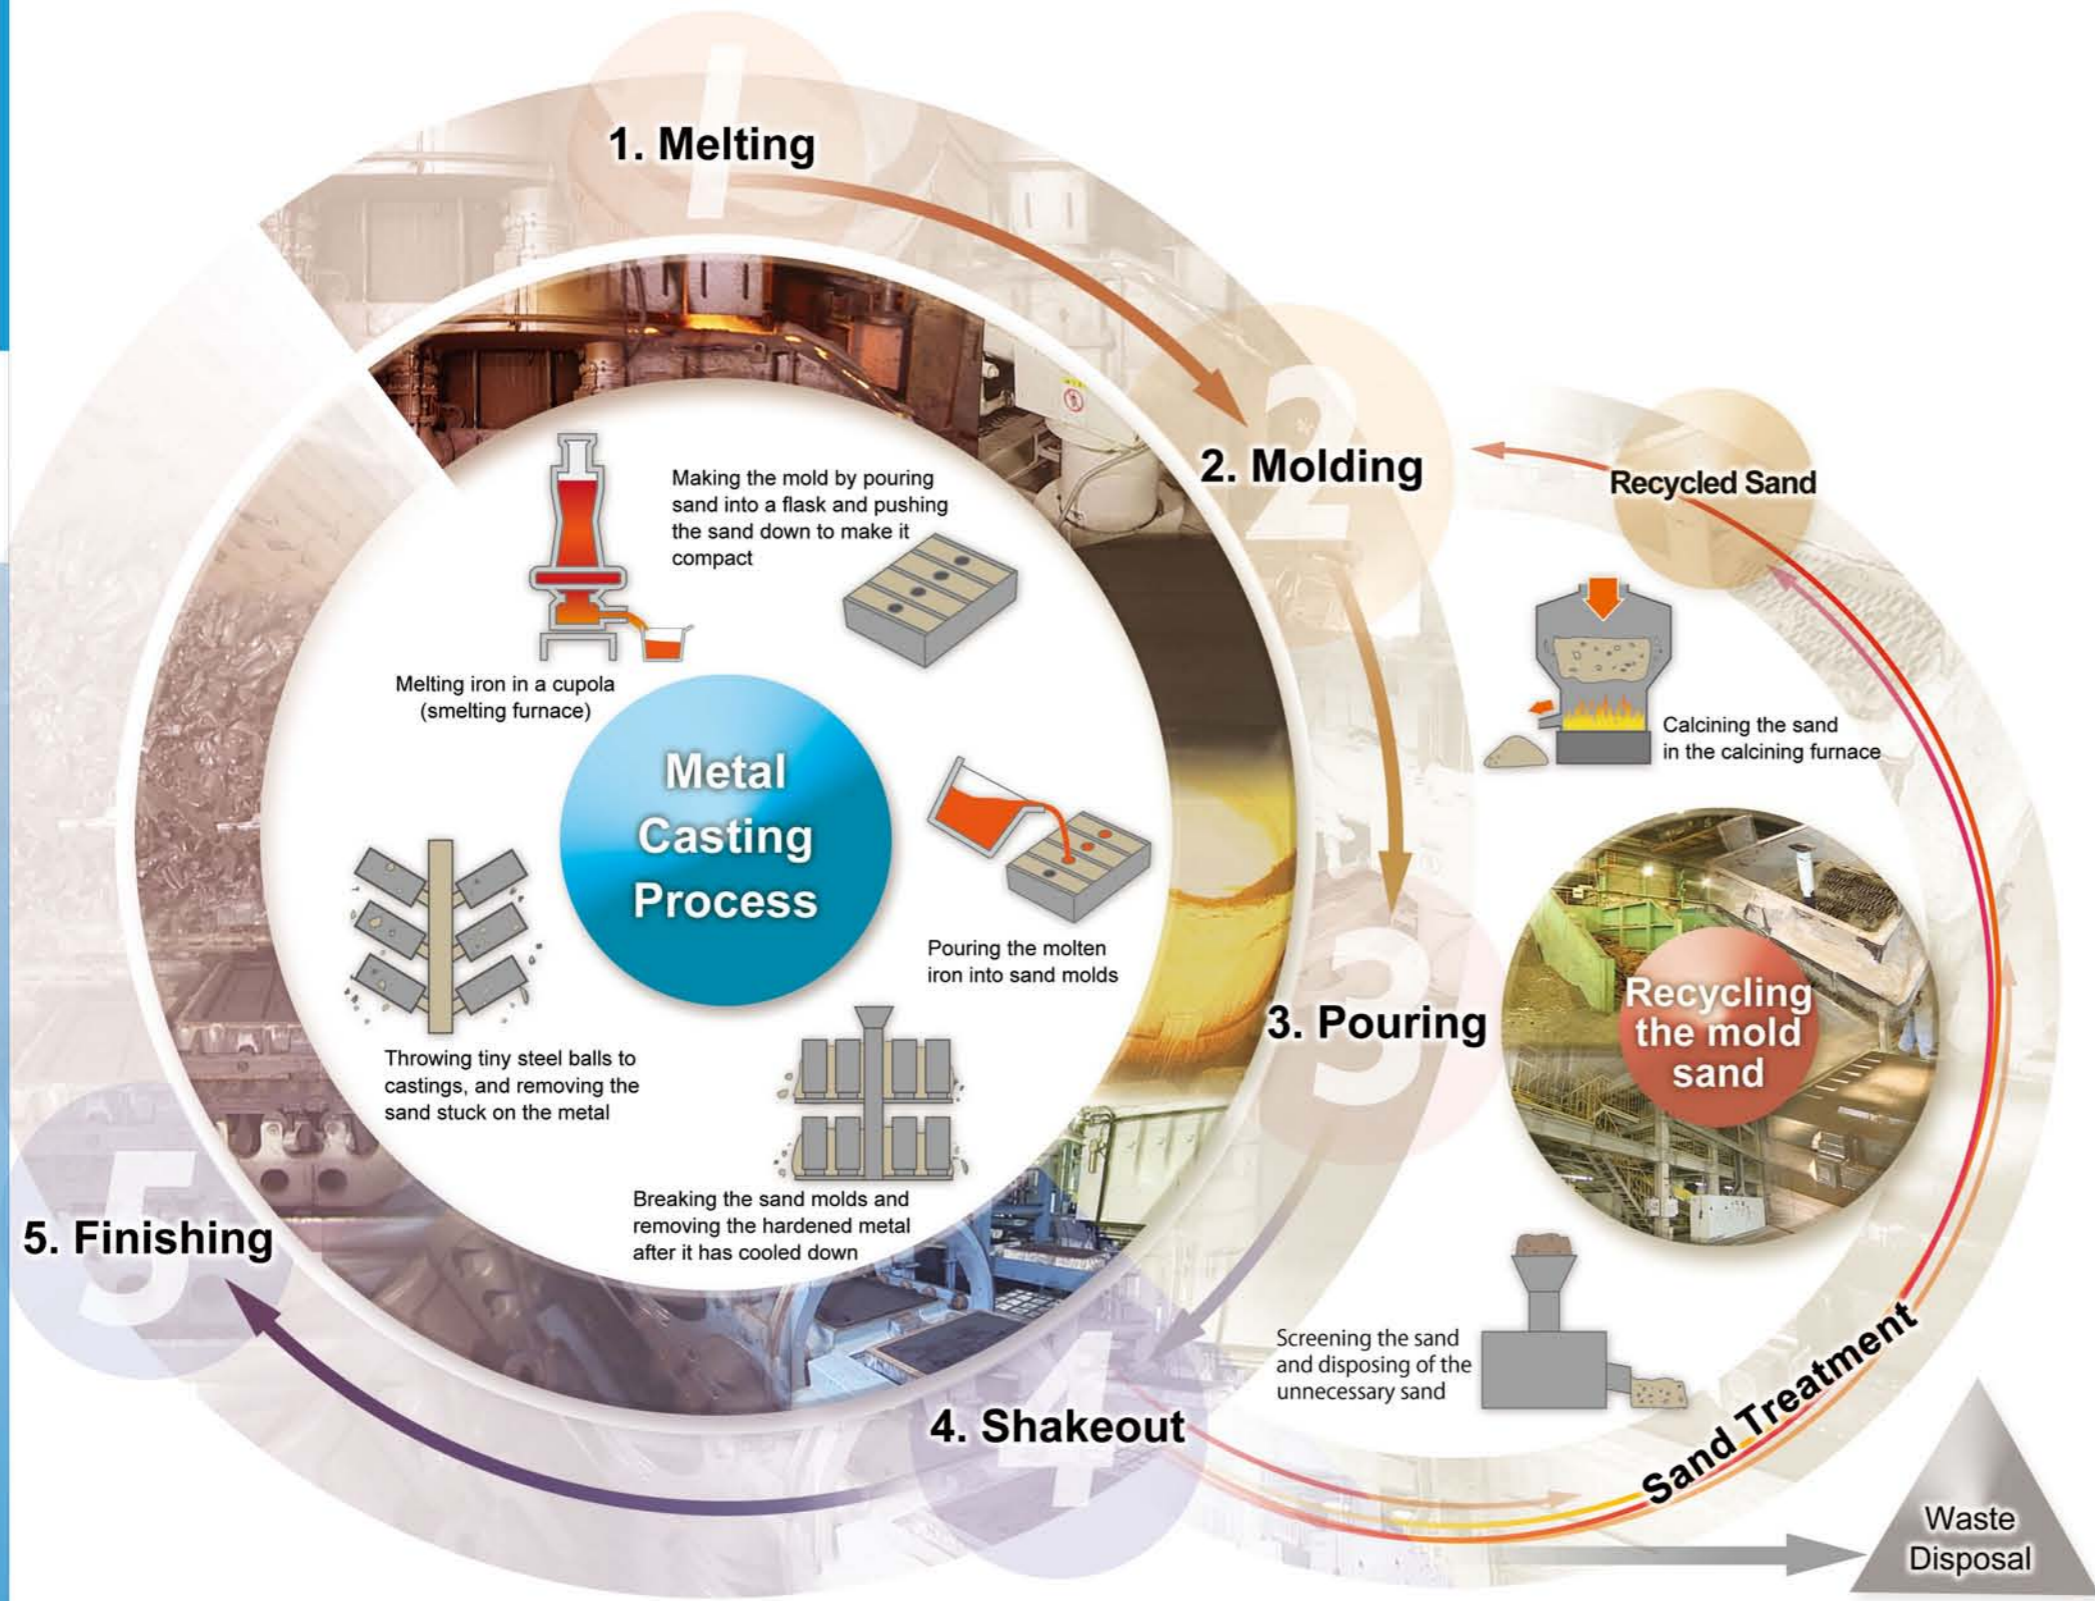 1
1. Melting
2
2. Molding
Recycled Sand
Making the mold by pouring
sand into a flask and pushing
the sand down to make it
compact
Melting iron in a cupola
(smelting furnace)
Calcining the sand
in the calcining furnace
Metal
Casting
Process
Pouring the molten
iron into sand molds
3
3. Pouring
Recycling
the mold
sand
Throwing tiny steel balls to
castings, and removing the
sand stuck on the metal
Breaking the sand molds and
removing the hardened metal
after it has cooled down
5
5. Finishing
Screening the sand
and disposing of the
unnecessary sand
4
4. Shakeout
Sand Treatment
Waste
Disposal